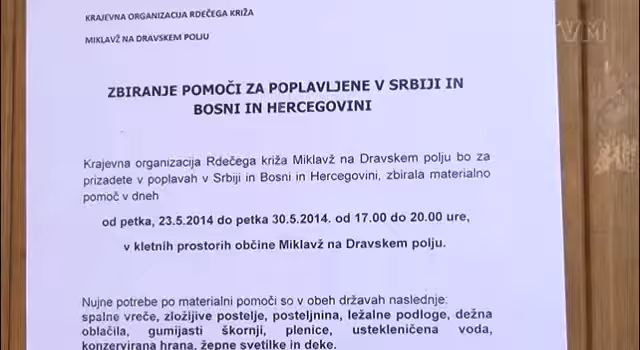 KRAJEVNA ORGANIZACIJA RDEČEGA KRIŽA
VM
MIKLAVŽ NA DRAVSKEM POLJU
ZBIRANJE POMOČI ZA POPLAVLJENE V SRBIJI IN
BOSNI IN HERCEGOVINI
Krajevna organizacija Rdečega križa Miklavž na Dravskem polju bo za
prizadete v poplavah v Srbiji in Bosni in Hercegovini, zbirala materialno
pomoč v dneh
od petka, 23.5.2014 do petka 30.5.2014. od 17.00 do 20.00 ure,
v kletnih prostorih občine Miklavž na Dravskem polju.
Nujne potrebe po materialni pomoči so v obeh državah naslednje:
spalne vreče, zložljive postelje, posteljnina, ležalne podloge, dežna
oblačila, gumijasti škornji, plenice, ustekleničena voda,
konzervirana hrana, žepne svetilke in deke.